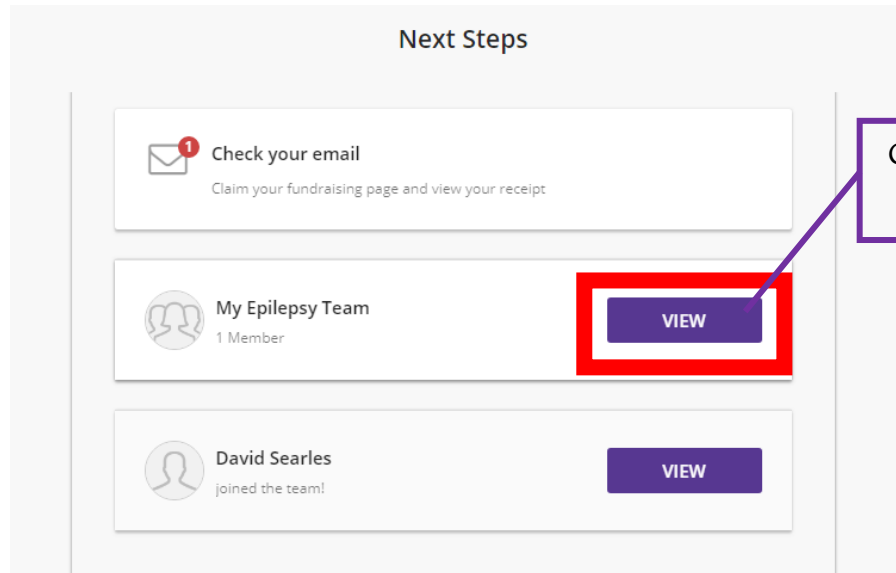 Next Steps
1
Check your email
Claim your fundraising page and view your receipt
My Epilepsy Team
1 Member
VIEW
David Searles
joined the team!
VIEW